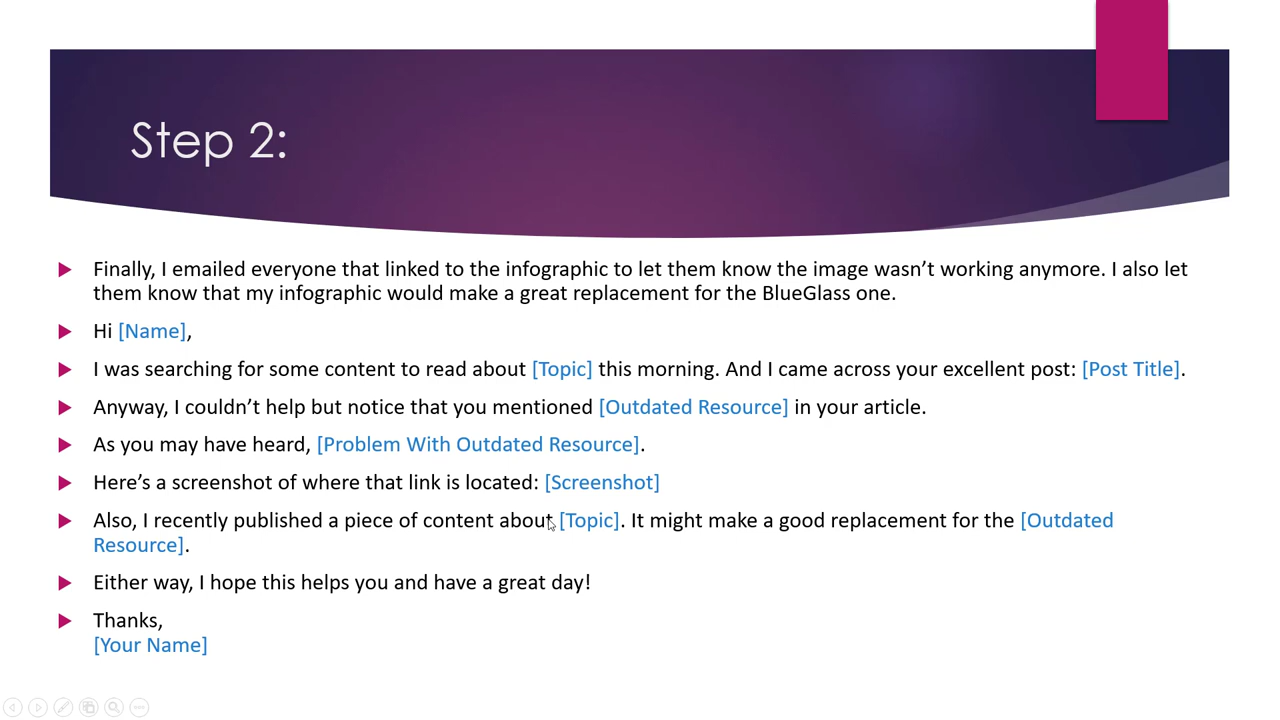 Step 2:
Finally, I emailed everyone that linked to the infographic to let them know the image wasn’t working anymore. I also let
them know that my infographic would make a great replacement for the BlueGlass one.
Hi [Name],
I was searching for some content to read about [Topic] this morning. And I came across your excellent post: [Post Title].
Anyway, I couldn’t help but notice that you mentioned [Outdated Resource] in your article.
As you may have heard, [Problem With Outdated Resource].
Here’s a screenshot of where that link is located: [Screenshot]
Also, I recently published a piece of content about [Topic]. It might make a good replacement for the [Outdated
Resource].
Either way, I hope this helps you and have a great day!
Thanks,
[Your Name]